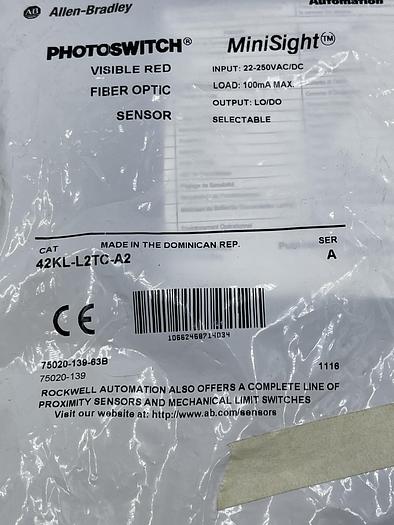 AB Allen-Bradley
Automation
PHOTOSWITCH® MiniSight™
VISIBLE RED INPUT: 22-250VAC/DC
FIBER OPTIC LOAD: 100mA MAX.
SENSOR OUTPUT: LO/DO
SELECTABLE
CAT MADE IN THE DOMINICAN REP. SER
42KL-L2TC-A2 A
CE
10662468714034
75020-139-63B
75020-139 1116
ROCKWELL AUTOMATION ALSO OFFERS A COMPLETE LINE OF
PROXIMITY SENSORS AND MECHANICAL LIMIT SWITCHES
Visit our website at: http://www.ab.com/sensors